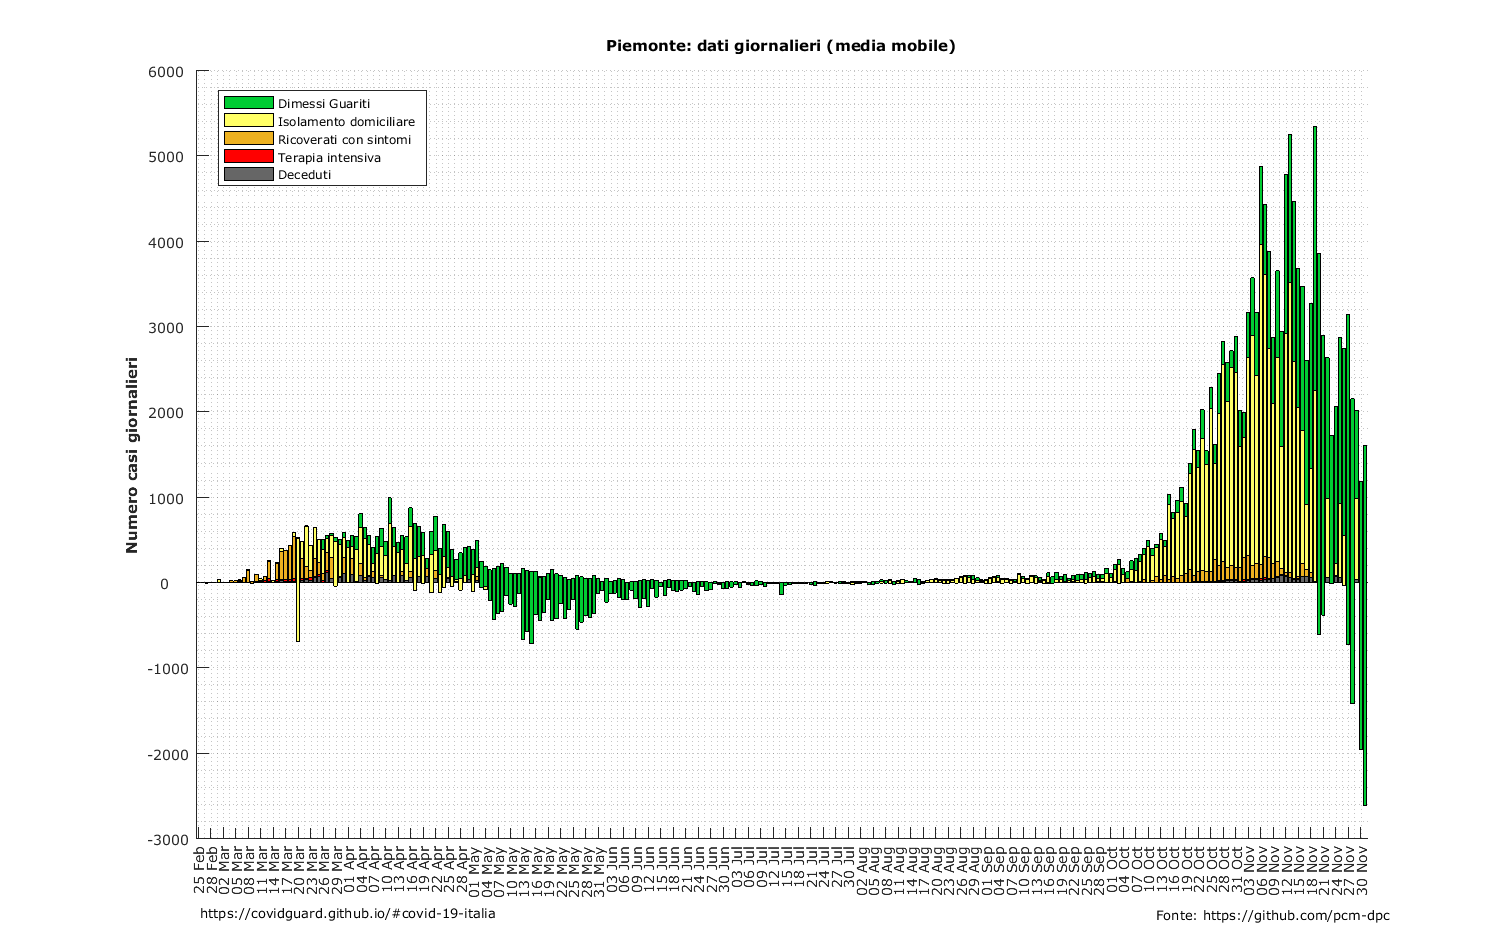 Piemonte: dati giornalieri (media mobile)
Numero casi giornalieri
6000
5000
4000
3000
2000
1000
0
-1000
-2000
-3000
Dimessi Guariti
Isolamento domiciliare
Ricoverati con sintomi
Terapia intensiva
Deceduti
25 Feb
28 Feb
02 Mar
05 Mar
08 Mar
11 Mar
14 Mar
17 Mar
20 Mar
23 Mar
26 Mar
29 Mar
01 Apr
04 Apr
07 Apr
10 Apr
13 Apr
16 Apr
19 Apr
22 Apr
25 Apr
28 Apr
01 May
04 May
07 May
10 May
13 May
16 May
19 May
22 May
25 May
28 May
31 May
03 Jun
06 Jun
09 Jun
12 Jun
15 Jun
18 Jun
21 Jun
24 Jun
27 Jun
30 Jun
03 Jul
06 Jul
09 Jul
12 Jul
15 Jul
18 Jul
21 Jul
24 Jul
27 Jul
30 Jul
02 Aug
05 Aug
08 Aug
11 Aug
14 Aug
17 Aug
20 Aug
23 Aug
26 Aug
29 Aug
01 Sep
04 Sep
07 Sep
10 Sep
13 Sep
16 Sep
19 Sep
22 Sep
25 Sep
28 Sep
01 Oct
04 Oct
07 Oct
10 Oct
13 Oct
16 Oct
19 Oct
22 Oct
25 Oct
28 Oct
31 Oct
03 Nov
06 Nov
09 Nov
12 Nov
15 Nov
18 Nov
21 Nov
24 Nov
27 Nov
30 Nov
https://covidguard.github.io/#covid-19-italia
Fonte: https://github.com/pcm-dpc